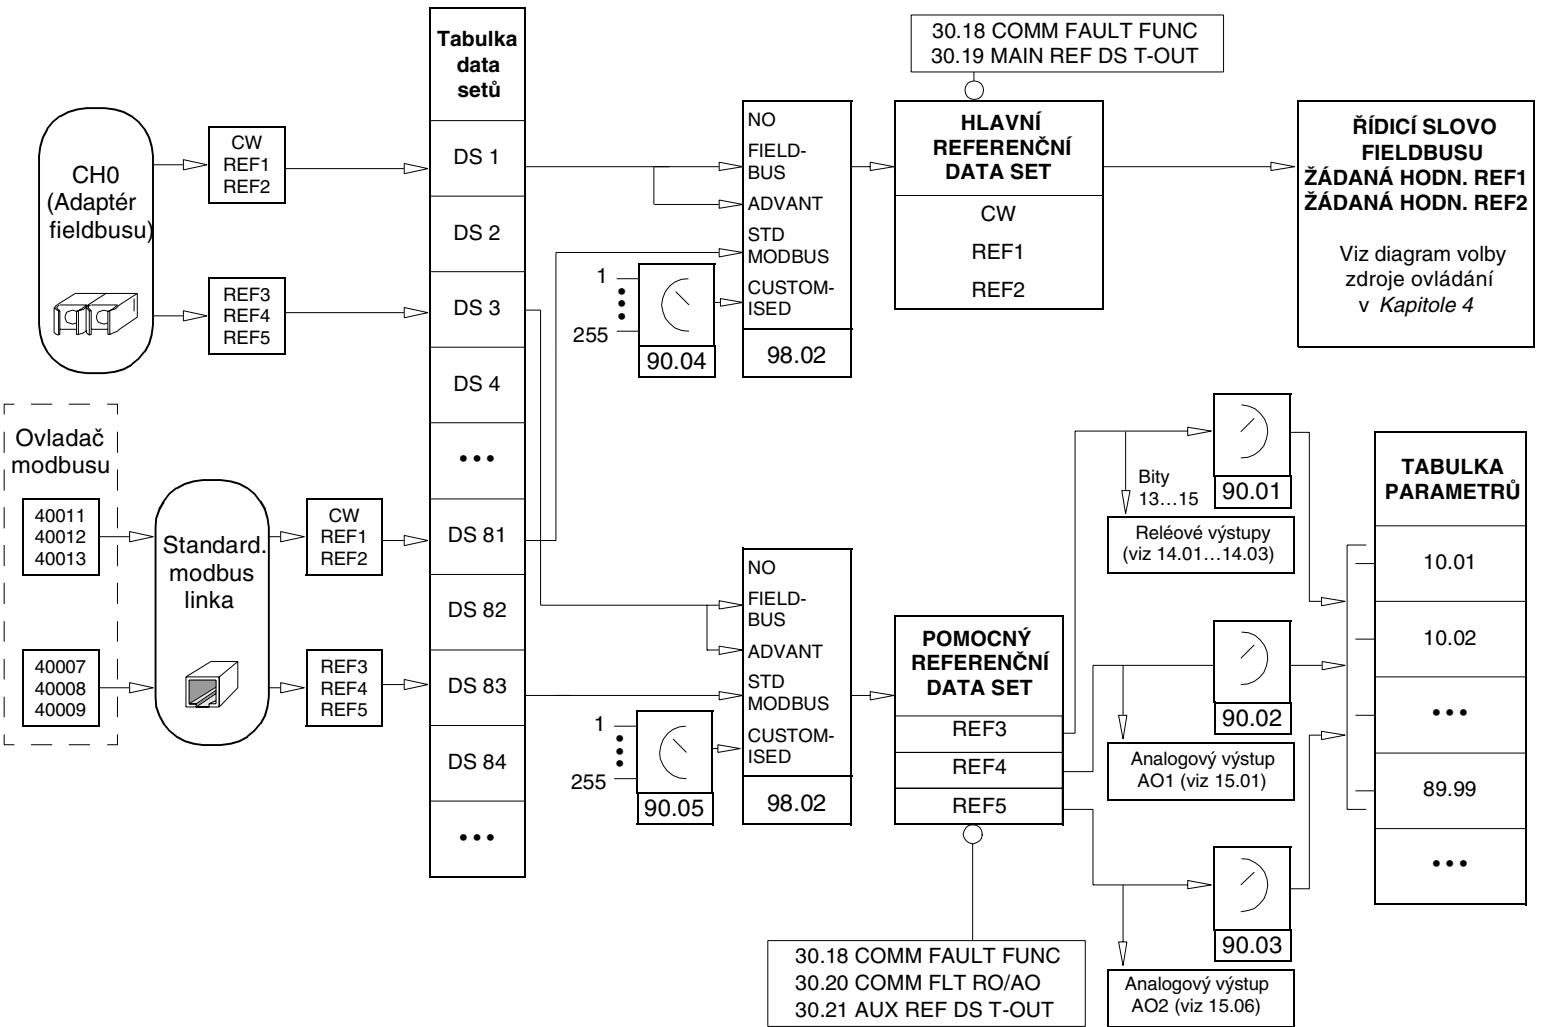 30.18 COMM FAULT FUNC
30.19 MAIN REF DS T-OUT
Tabulka
data
setů
DS 1
DS 2
DS 3
DS 4
•••
DS 81
DS 82
DS 83
DS 84
•••
CH0
(Adaptér
fieldbusu)
CW
REF1
REF2
REF3
REF4
REF5
Ovladač
modbusu
40011
40012
40013
40007
40008
40009
Standard.
modbus
linka
CW
REF1
REF2
REF3
REF4
REF5
1
255
90.04
NO
FIELD-
BUS
ADVANT
STD
MODBUS
CUSTOM-
ISED
98.02
HLAVNÍ
REFERENČNÍ
DATA SET
CW
REF1
REF2
ŘÍDICÍ SLOVO
FIELDBUSU
ŽÁDANÁ HODN. REF1
ŽÁDANÁ HODN. REF2
Viz diagram volby
zdroje ovládání
v Kapitole 4
1
255
90.05
NO
FIELD-
BUS
ADVANT
STD
MODBUS
CUSTOM-
ISED
98.02
POMOCNÝ
REFERENČNÍ
DATA SET
REF3
REF4
REF5
Bity
13...15
Reléové výstupy
(viz 14.01…14.03)
90.01
Analogový výstup
AO1 (viz 15.01)
90.02
Analogový výstup
AO2 (viz 15.06)
90.03
TABULKA
PARAMETRŮ
10.01
10.02
•••
89.99
•••
30.18 COMM FAULT FUNC
30.20 COMM FLT RO/AO
30.21 AUX REF DS T-OUT